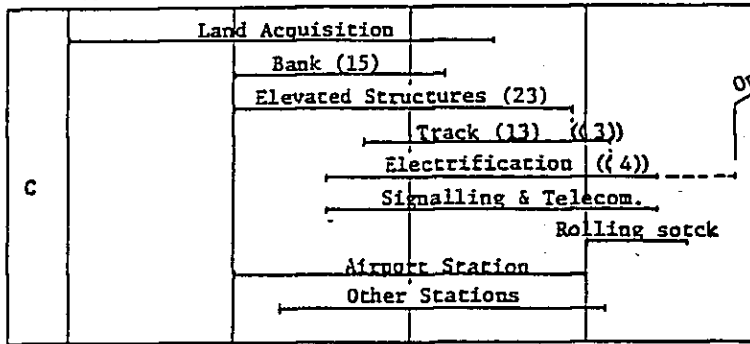 Land Acquisition
Bank (15)
Elevated Structures (23)
Track (13) ((3))
Electrification ((4))
C
Signalling & Telecom.
Rolling sotck
Airport Station
Other Stations